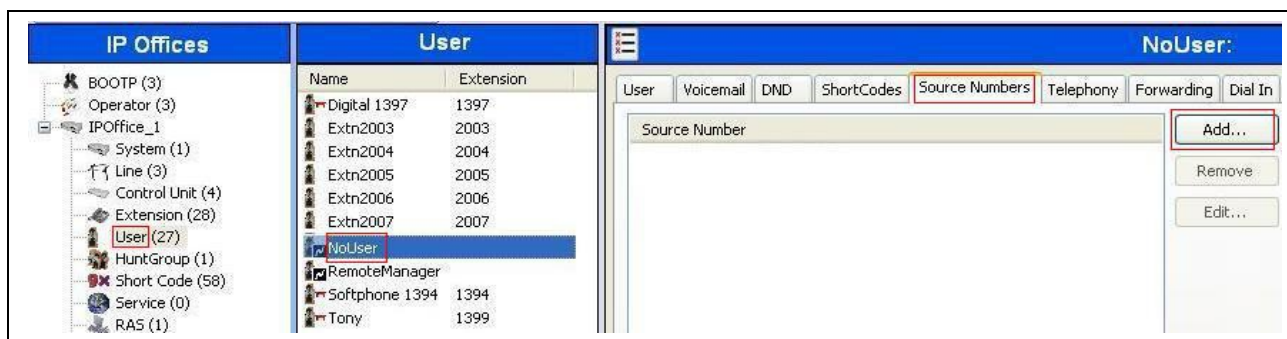 IP Offices
BOOTP (3)
Operator (3)
IPOffice_1
System (1)
Line (3)
Control Unit (4)
Extension (28)
User (27)
HuntGroup (1)
Short Code (58)
Service (0)
RAS (1)
User
Name Extension
Digital 1397 1397
Extn2003 2003
Extn2004 2004
Extn2005 2005
Extn2006 2006
Extn2007 2007
NoUser
RemoteManager
Softphone 1394 1394
Tony 1399
NoUser:
User Voicemail DND ShortCodes Source Numbers Telephony Forwarding Dial In
Source Number
Add...
Remove
Edit...